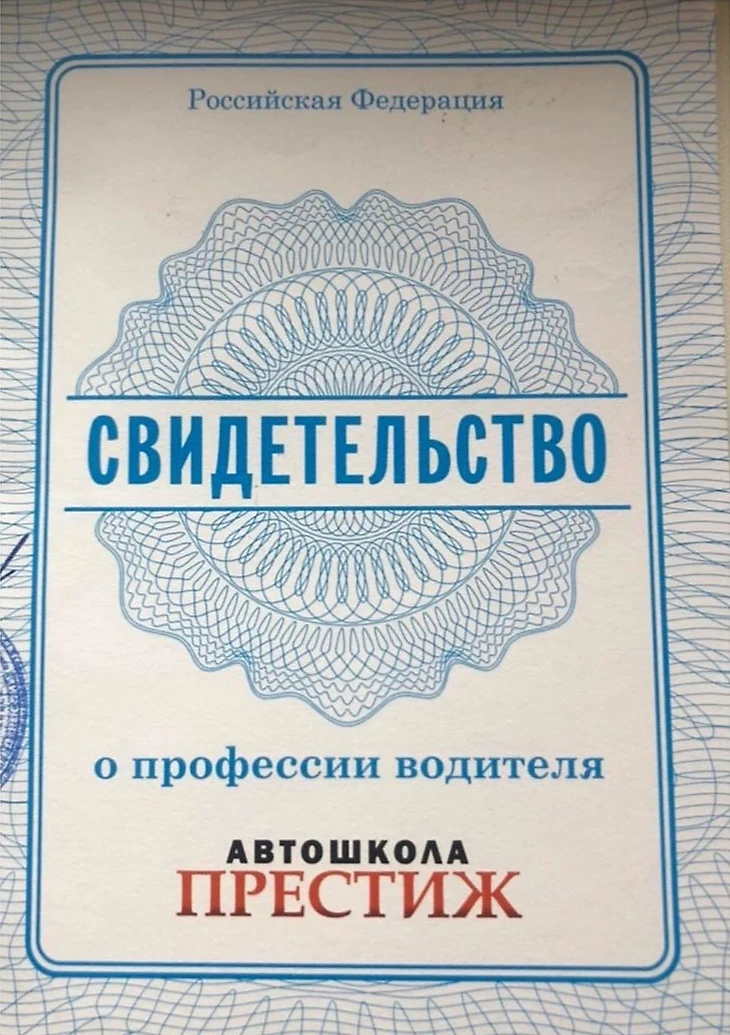 Российская Федерация
СВИДЕТЕЛЬСТВО
о профессии водителя
АВТОШКОЛА
ПРЕСТИЖ